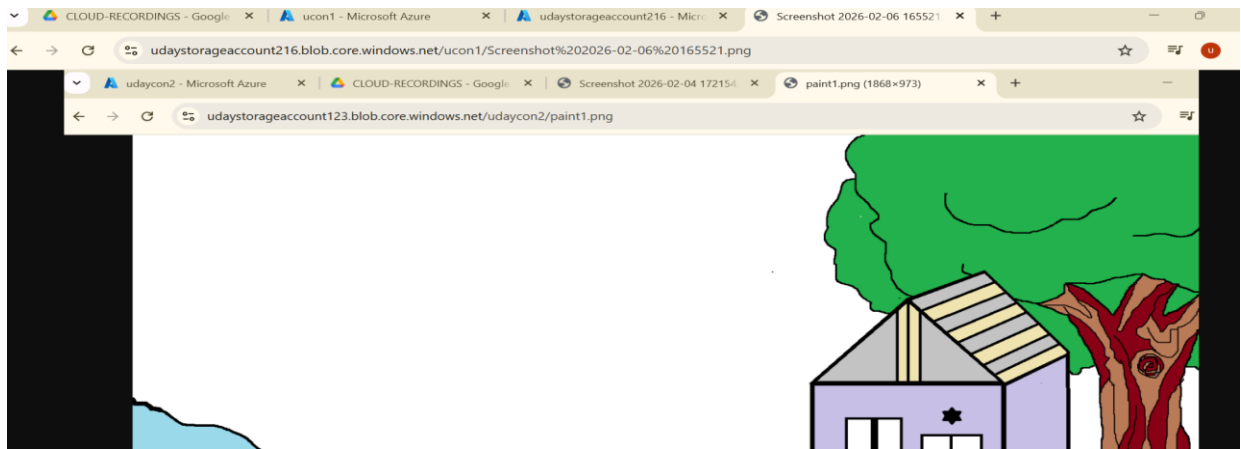 CLOUD-RECORDINGS - Google
ucon1 - Microsoft Azure
udaystorageaccount216 - Micro
Screenshot 2026-02-06 165521
udaystorageaccount216.blob.core.windows.net/ucon1/Screenshot%202026-02-06%20165521.png
u
udaycon2 - Microsoft Azure
CLOUD-RECORDINGS - Google
Screenshot 2026-02-04 172154
paint1.png (1868×973)
udaystorageaccount123.blob.core.windows.net/udaycon2/paint1.png